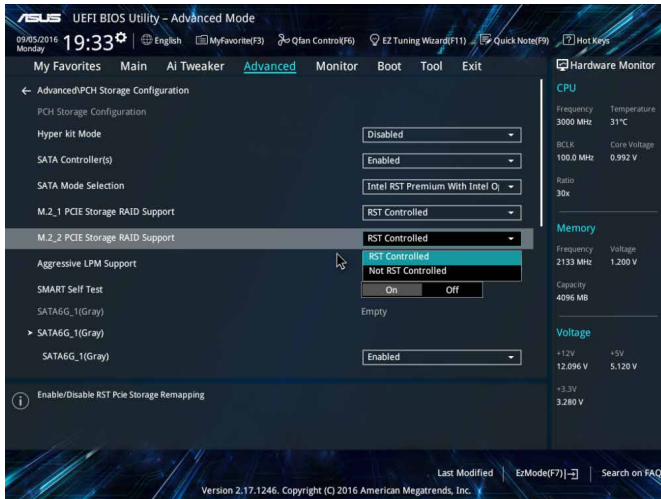 ASUS UEFI BIOS Utility – Advanced Mode
09/05/2016
Monday
19:33
English
MyFavorite(F3)
Qfan Control(F6)
EZ Tuning Wizard(F11)
Quick Note(F9)
? Hot Keys
My Favorites Main Ai Tweaker Advanced Monitor Boot Tool Exit
Hardware Monitor
← Advanced\PCH Storage Configuration
PCH Storage Configuration
Hyper kit Mode Disabled
SATA Controller(s) Enabled
SATA Mode Selection Intel RST Premium With Intel O
M.2_1 PCIE Storage RAID Support RST Controlled
M.2_2 PCIE Storage RAID Support RST Controlled
RST Controlled
Not RST Controlled
Aggressive LPM Support
SMART Self Test On Off
SATA6G_1(Gray) Empty
> SATA6G_1(Gray)
SATA6G_1(Gray) Enabled
Enable/Disable RST Pcie Storage Remapping
CPU
Frequency Temperature
3000 MHz 31°C
BCLK Core Voltage
100.0 MHz 0.992 V
Ratio
30x
Memory
Frequency Voltage
2133 MHz 1.200 V
Capacity
4096 MB
Voltage
+12V +5V
12.096 V 5.120 V
+3.3V
3.280 V
Last Modified EzMode(F7) Search on FAQ
Version 2.17.1246. Copyright (C) 2016 American Megatrends, Inc.